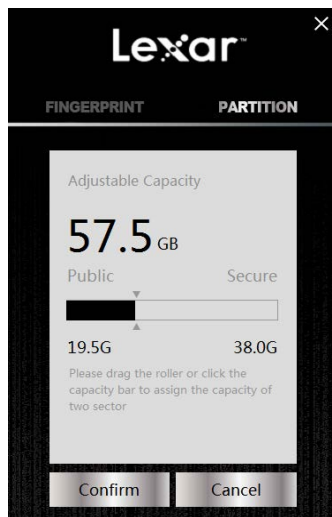 Lexar™
FINGERPRINT PARTITION
Adjustable Capacity
57.5 GB
Public Secure
19.5G 38.0G
Please drag the roller or click the
capacity bar to assign the capacity of
two sector
Confirm Cancel